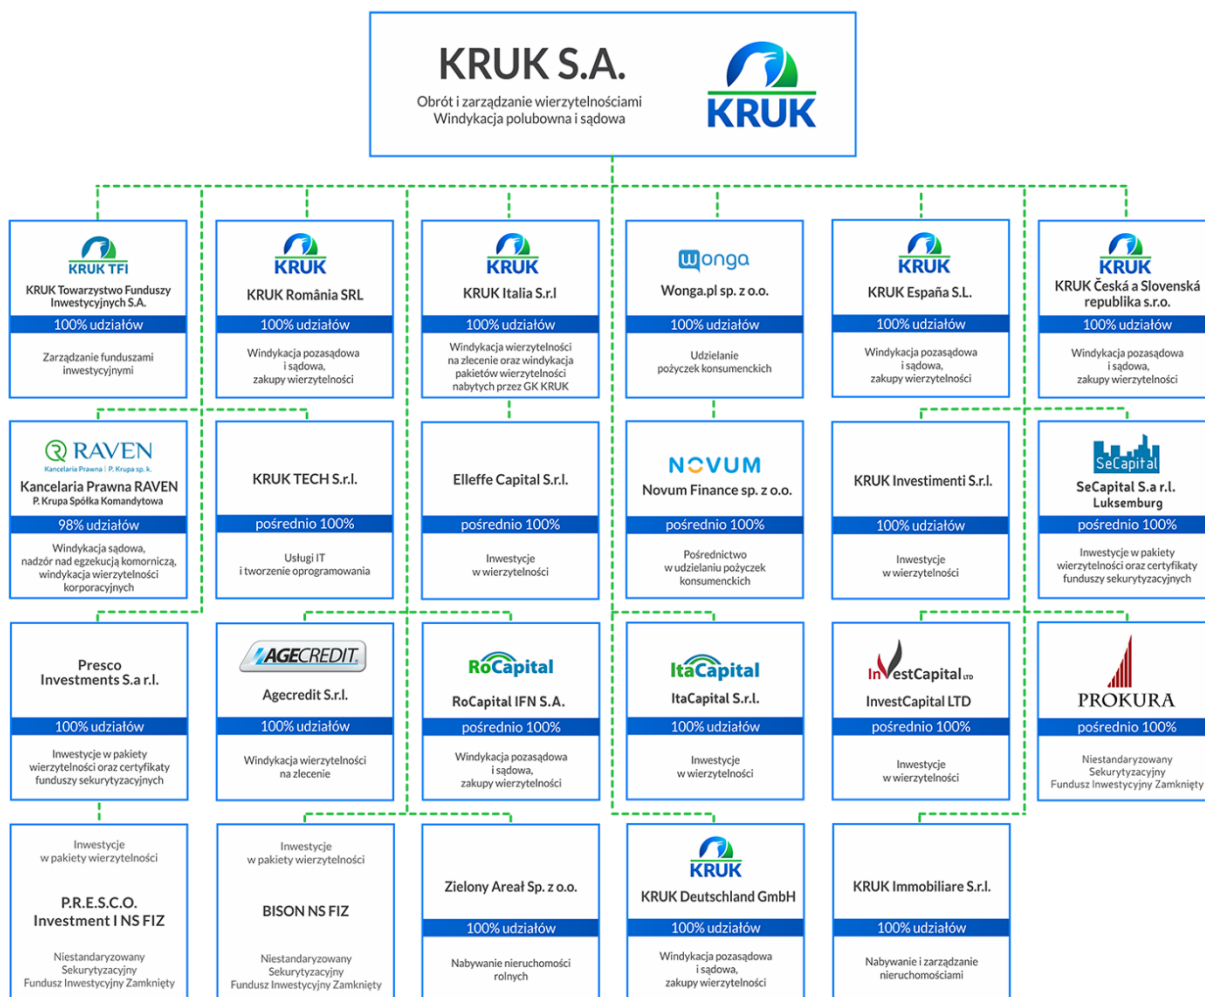 KRUK S.A.
Obrót i zarządzanie wierzytelnościami
Windykacja polubowna i sądowa
KRUK
KRUK TFI
KRUK Towarzystwo Funduszy
Inwestycyjnych S.A.
100% udziałów
Zarządzanie funduszami
inwestycyjnymi
KRUK
KRUK România SRL
100% udziałów
Windykacja pozasądowa
i sądowa,
zakupy wierzytelności
KRUK
KRUK Italia S.r.l
100% udziałów
Windykacja wierzytelności
na zlecenie oraz windykacja
pakietów wierzytelności
nabytych przez GK KRUK
wonga
Wonga.pl sp. z o.o.
100% udziałów
Udzielanie
pożyczek konsumenckich
KRUK
KRUK España S.L.
100% udziałów
Windykacja pozasądowa
i sądowa,
zakupy wierzytelności
KRUK
KRUK Česká a Slovenská
republika s.r.o.
100% udziałów
Windykacja pozasądowa
i sądowa,
zakupy wierzytelności
RAVEN
Kancelaria Prawna | P. Krupa sp. k.
Kancelaria Prawna RAVEN
P. Krupa Spółka Komandytowa
98% udziałów
Windykacja sądowa,
nadzór nad egzekucją komorniczą,
windykacja wierzytelności
korporacyjnych
KRUK TECH S.r.l.
pośrednio 100%
Usługi IT
i tworzenie oprogramowania
Elleffe Capital S.r.l.
pośrednio 100%
Inwestycje
w wierzytelności
NOVUM
Novum Finance sp. z o.o.
pośrednio 100%
Pośrednictwo
w udzielaniu pożyczek
konsumenckich
KRUK Investimenti S.r.l.
100% udziałów
Inwestycje
w wierzytelności
SeCapital
SeCapital S.a r.l.
Luksemburg
pośrednio 100%
Inwestycje w pakiety
wierzytelności oraz certyfikaty
funduszy sekurytyzacyjnych
Presco
Investments S.a r.l.
100% udziałów
Inwestycje w pakiety
wierzytelności oraz certyfikaty
funduszy sekurytyzacyjnych
AGECREDIT
Agecredit S.r.l.
100% udziałów
Windykacja wierzytelności
na zlecenie
RoCapital
RoCapital IFN S.A.
pośrednio 100%
Windykacja pozasądowa
i sądowa,
zakupy wierzytelności
ItaCapital
ItaCapital S.r.l.
100% udziałów
Inwestycje
w wierzytelności
InvestCapital LTD
InvestCapital LTD
pośrednio 100%
Inwestycje
w wierzytelności
PROKURA
pośrednio 100%
Niestandaryzowany
Sekurytyzacyjny
Fundusz Inwestycyjny Zamknięty
Inwestycje
w pakiety wierzytelności
P.R.E.S.C.O.
Investment I NS FIZ
Niestandaryzowany
Sekurytyzacyjny
Fundusz Inwestycyjny Zamknięty
Inwestycje
w pakiety wierzytelności
BISON NS FIZ
Niestandaryzowany
Sekurytyzacyjny
Fundusz Inwestycyjny Zamknięty
Zielony Areał Sp. z o.o.
100% udziałów
Nabywanie nieruchomości
rolnych
KRUK
KRUK Deutschland GmbH
100% udziałów
Windykacja pozasądowa
i sądowa,
zakupy wierzytelności
KRUK Immobiliare S.r.l.
100% udziałów
Nabywanie i zarządzanie
nieruchomościami